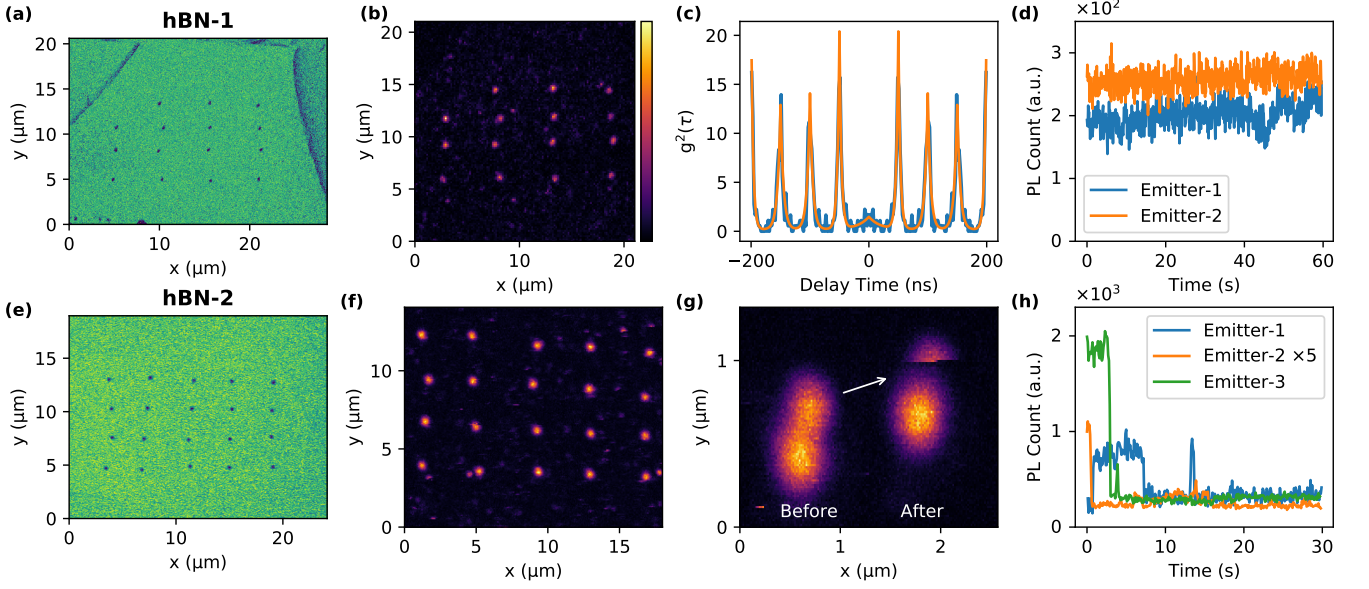 (a)
hBN-1
20
15
10
5
0
y (μm)
0
10
20
x (μm)
(b)
20
15
10
5
0
y (μm)
0
10
20
x (μm)
(c)
20
15
10
5
0
g²(τ)
−200
0
200
Delay Time (ns)
(d)
×10²
3
2
1
0
PL Count (a.u.)
Emitter-1
Emitter-2
0
20
40
60
Time (s)
(e)
hBN-2
15
10
5
0
y (μm)
0
10
20
x (μm)
(f)
10
5
0
y (μm)
0
5
10
15
x (μm)
(g)
1
0
y (μm)
Before
After
0
1
2
x (μm)
(h)
×10³
2
1
0
PL Count (a.u.)
Emitter-1
Emitter-2 ×5
Emitter-3
0
10
20
30
Time (s)